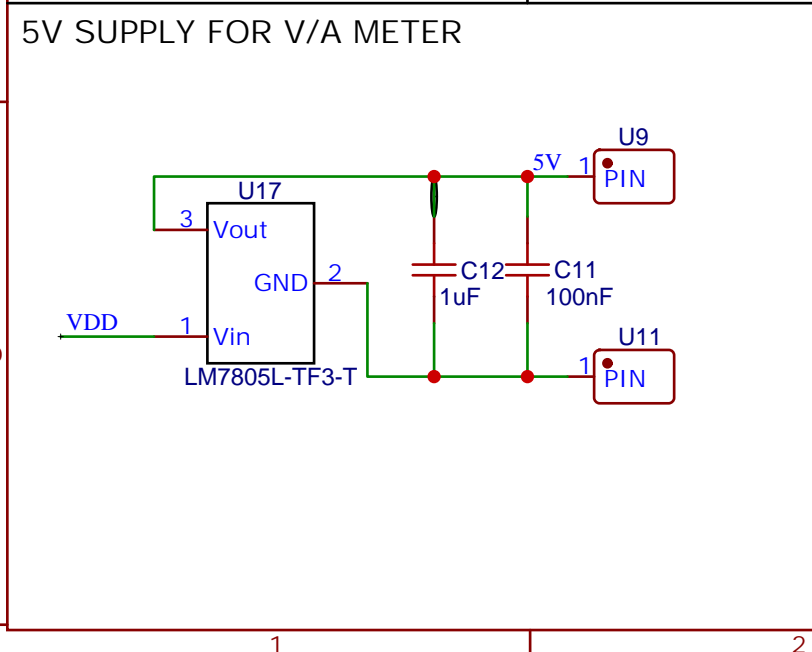 5V SUPPLY FOR V/A METER
U9
5V
1
PIN
U17
3
Vout
GND
2
C12
1uF
C11
100nF
VDD
1
Vin
LM7805L-TF3-T
U11
1
PIN
1
2